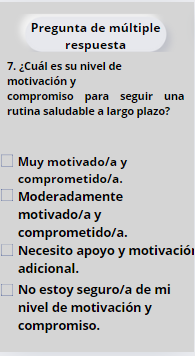 Pregunta de múltiple
respuesta
7. ¿Cuál es su nivel de
motivación y
compromiso para seguir una
rutina saludable a largo plazo?
Muy motivado/a y
comprometido/a.
Moderadamente
motivado/a y
comprometido/a.
Necesito apoyo y motivación
adicional.
No estoy seguro/a de mi
nivel de motivación y
compromiso.